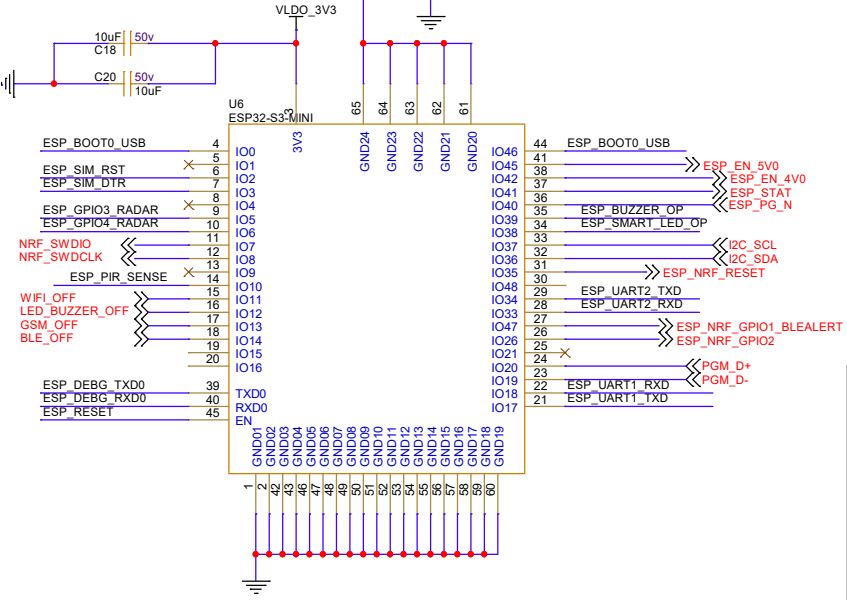 VLDO_3V3
10uF 50v
C18
C20 50v
10uF
U6
ESP32-S3-MINI
3
65
64
63
62
61
3V3
GND24
GND23
GND22
GND21
GND20
ESP_BOOT0_USB 4 IO0
5 IO1
ESP_SIM_RST 6 IO2
ESP_SIM_DTR 7 IO3
8 IO4
ESP_GPIO3_RADAR 9 IO5
ESP_GPIO4_RADAR 10 IO6
NRF_SWDIO 11 IO7
NRF_SWDCLK 12 IO8
13 IO9
ESP_PIR_SENSE 14 IO10
WIFI_OFF 15 IO11
LED_BUZZER_OFF 16 IO12
GSM_OFF 17 IO13
BLE_OFF 18 IO14
19 IO15
20 IO16
ESP_DEBG_TXD0 39 TXD0
ESP_DEBG_RXD0 40 RXD0
ESP_RESET 45 EN
IO46 44 ESP_BOOT0_USB
IO45 41 ESP_EN_5V0
IO42 38 ESP_EN_4V0
IO41 37 ESP_STAT
IO40 36 ESP_PG_N
IO39 35 ESP_BUZZER_OP
IO38 34 ESP_SMART_LED_OP
IO37 33 I2C_SCL
IO36 32 I2C_SDA
IO35 31 ESP_NRF_RESET
IO48 30
IO34 29 ESP_UART2_TXD
IO33 28 ESP_UART2_RXD
IO47 27 ESP_NRF_GPIO1_BLEALERT
IO26 26 ESP_NRF_GPIO2
IO21 25
IO20 24 PGM_D+
IO19 23 PGM_D-
IO18 22 ESP_UART1_RXD
IO17 21 ESP_UART1_TXD
GND01
GND02
GND03
GND04
GND05
GND06
GND07
GND08
GND09
GND10
GND11
GND12
GND13
GND14
GND15
GND16
GND17
GND18
GND19
1
2
42
43
46
47
48
49
50
51
52
53
54
55
56
57
58
59
60